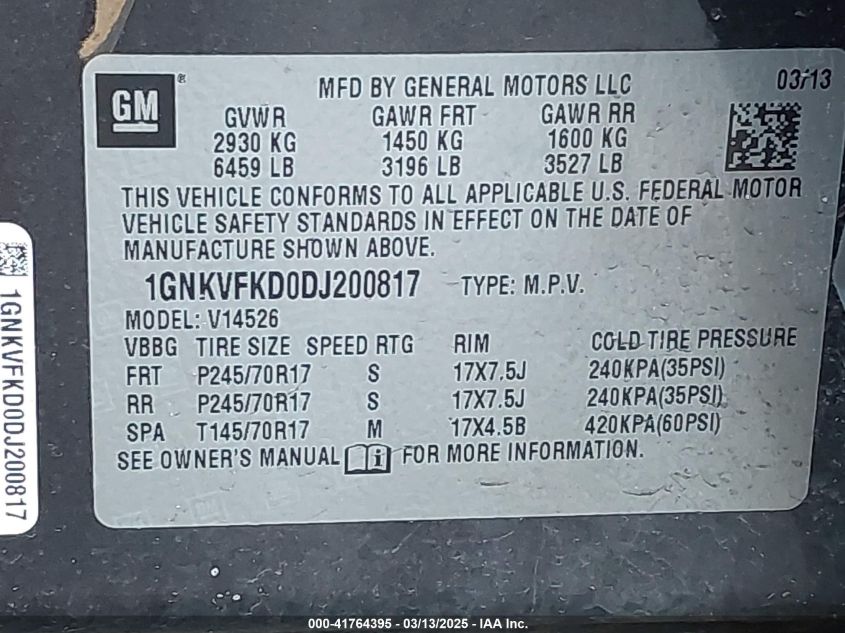 GM ® MFD BY GENERAL MOTORS LLC 03/13
GVWR GAWR FRT GAWR RR
2930 KG 1450 KG 1600 KG
6459 LB 3196 LB 3527 LB
THIS VEHICLE CONFORMS TO ALL APPLICABLE U.S. FEDERAL MOTOR
VEHICLE SAFETY STANDARDS IN EFFECT ON THE DATE OF
MANUFACTURE SHOWN ABOVE.
1GNKVFKD0DJ200817 TYPE: M.P.V.
MODEL: V14526
VBBG TIRE SIZE SPEED RTG RIM COLD TIRE PRESSURE
FRT P245/70R17 S 17X7.5J 240KPA(35PSI)
RR P245/70R17 S 17X7.5J 240KPA(35PSI)
SPA T145/70R17 M 17X4.5B 420KPA(60PSI)
SEE OWNER'S MANUAL i FOR MORE INFORMATION.
1GNKVFKD0DJ200817
000-41764395 — 03/13/2025 — IAA Inc.